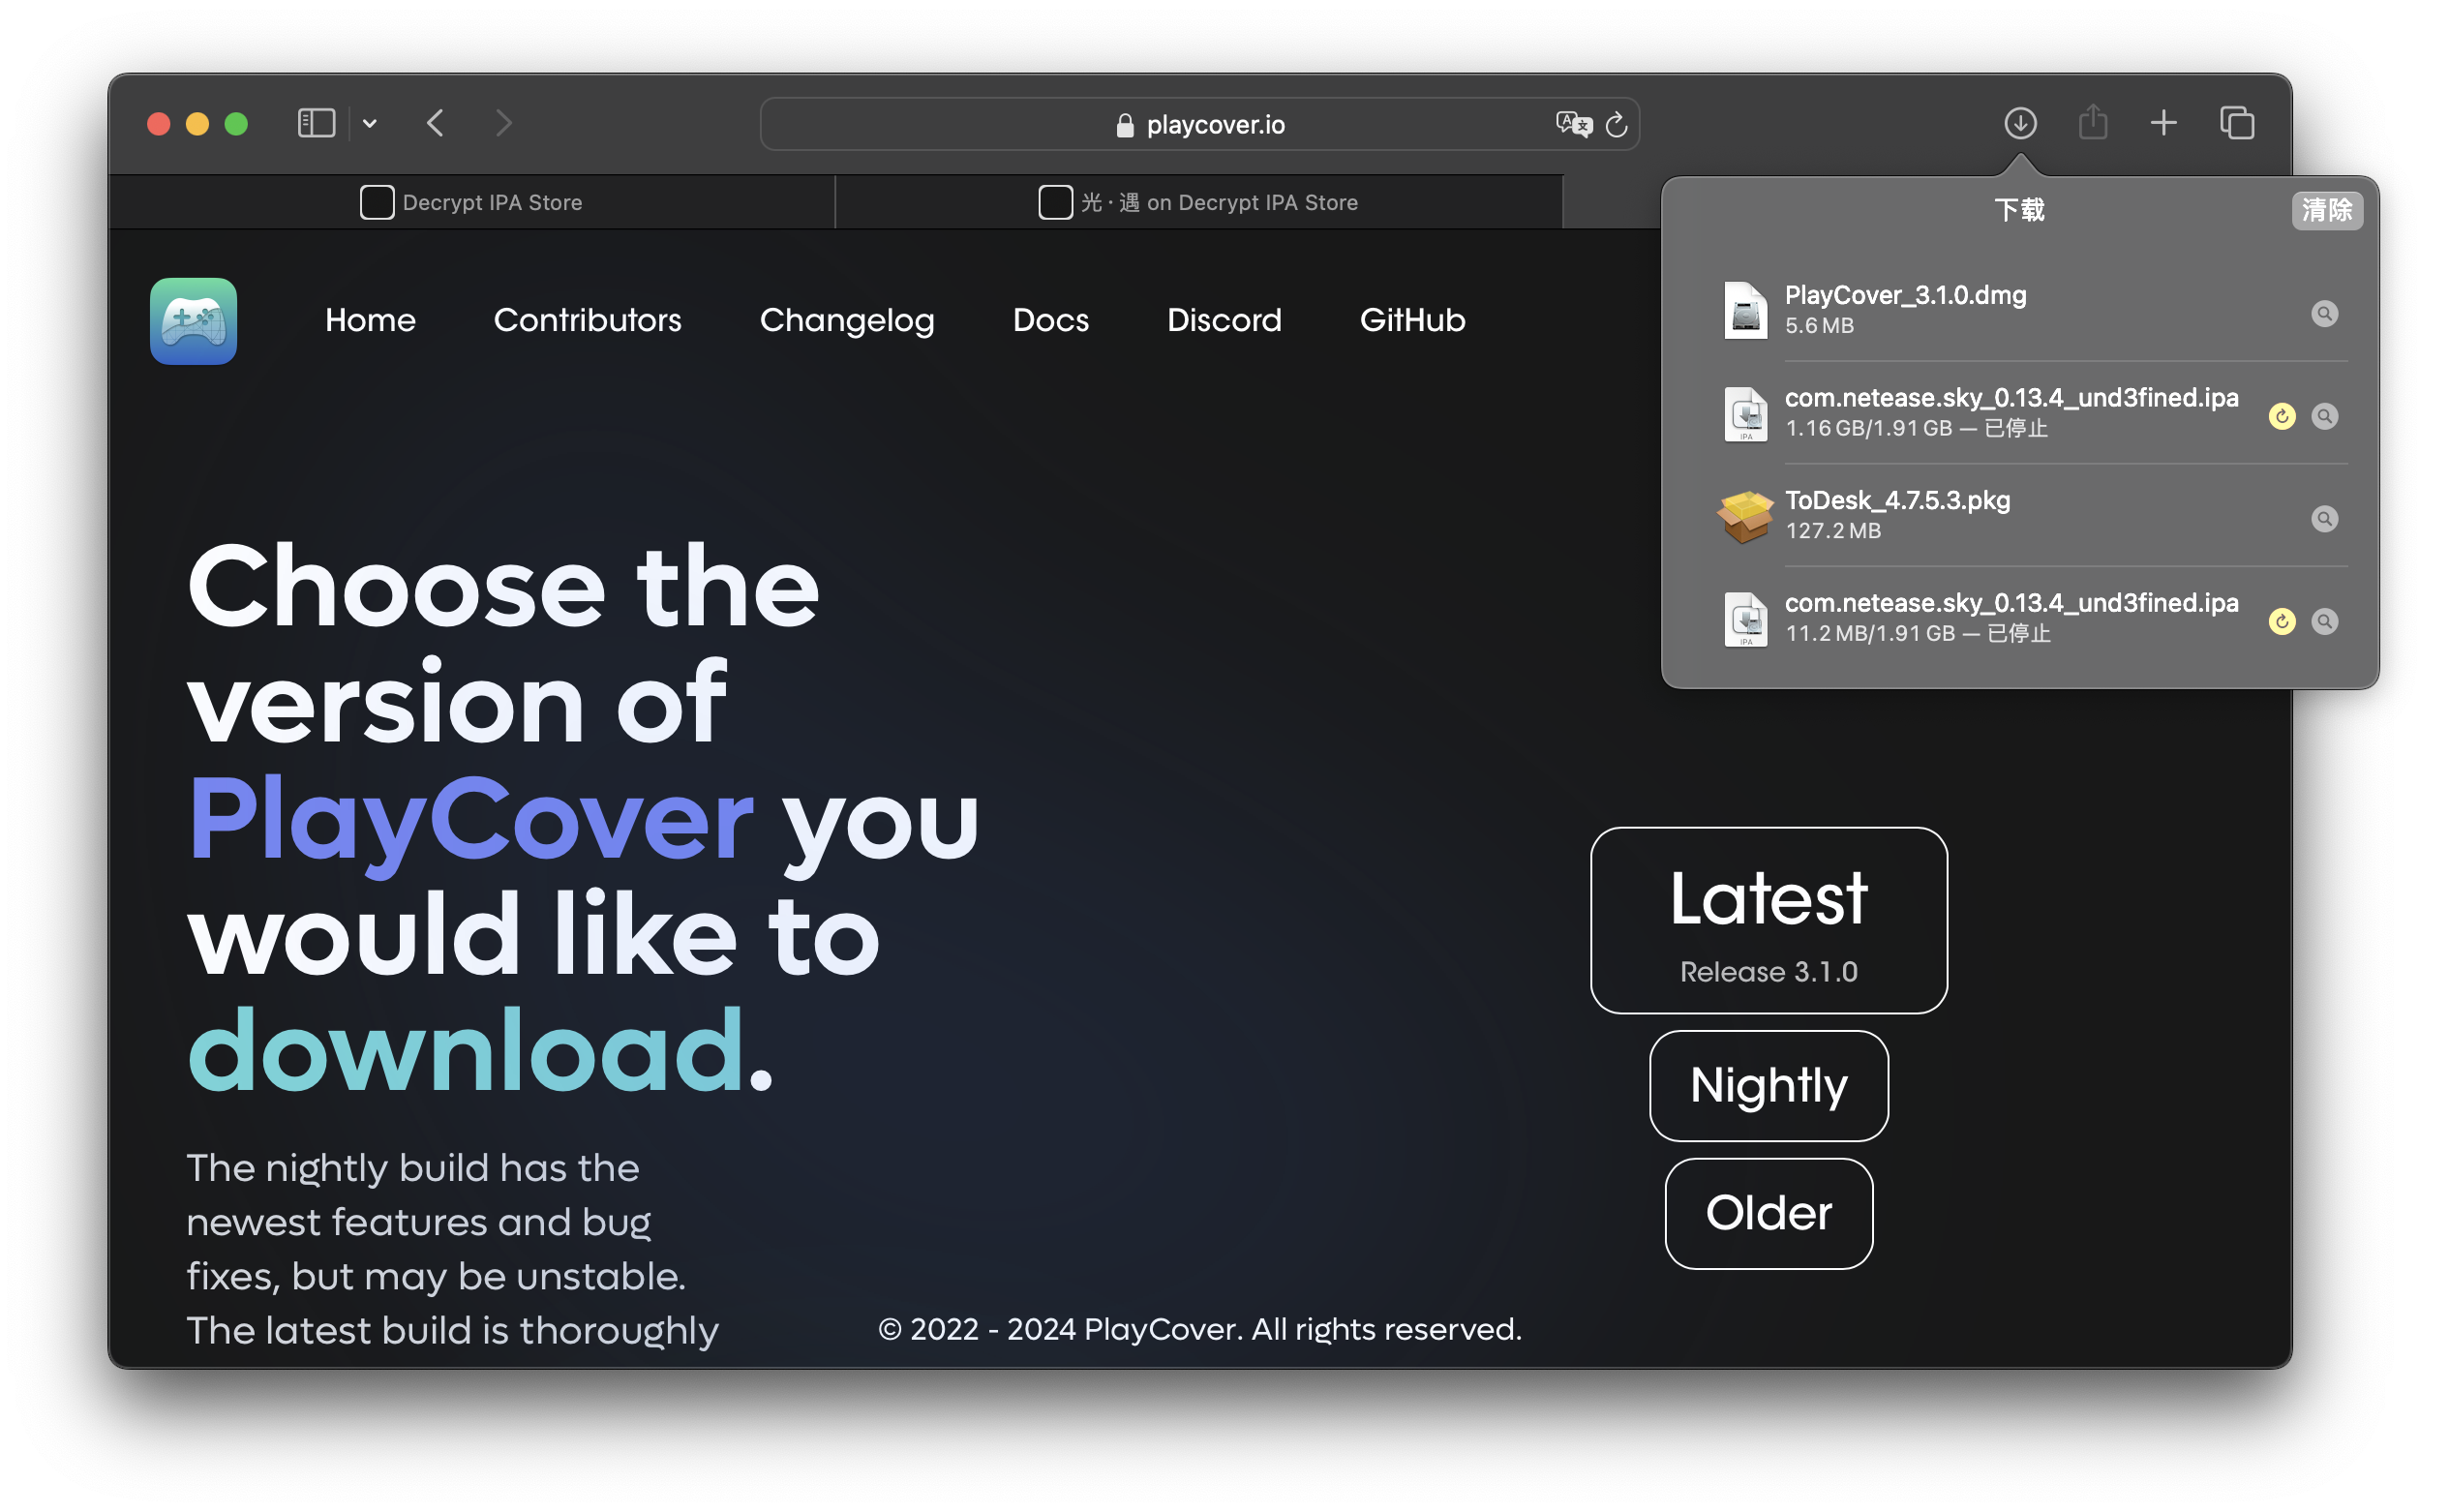 playcover.io
Decrypt IPA Store
光·遇 on Decrypt IPA Store
下载
清除
PlayCover_3.1.0.dmg
5.6 MB
com.netease.sky_0.13.4_und3fined.ipa
1.16 GB/1.91 GB — 已停止
ToDesk_4.7.5.3.pkg
127.2 MB
com.netease.sky_0.13.4_und3fined.ipa
11.2 MB/1.91 GB — 已停止
Home
Contributors
Changelog
Docs
Discord
GitHub
Choose the
version of
PlayCover you
would like to
download.
The nightly build has the
newest features and bug
fixes, but may be unstable.
The latest build is thoroughly
Latest
Release 3.1.0
Nightly
Older
© 2022 - 2024 PlayCover. All rights reserved.